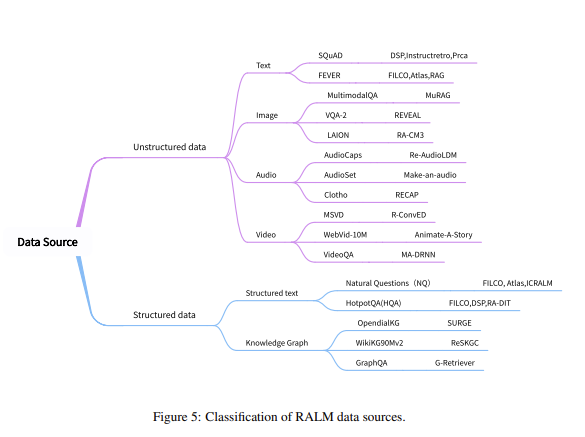 SQuAD DSP,Instructretro,Prca
Text
FEVER FILCO,Atlas,RAG
MultimodalQA MuRAG
Image VQA-2 REVEAL
LAION RA-CM3
Unstructured data
AudioCaps Re-AudioLDM
Audio AudioSet Make-an-audio
Clotho RECAP
MSVD R-ConvED
Video WebVid-10M Animate-A-Story
VideoQA MA-DRNN
Data Source
Natural Questions (NQ) FILCO, Atlas,ICRALM
Structured text
HotpotQA(HQA) FILCO,DSP,RA-DIT
Structured data
OpendialKG SURGE
Knowledge Graph WikiKG90Mv2 ReSKGC
GraphQA G-Retriever
Figure 5: Classification of RALM data sources.